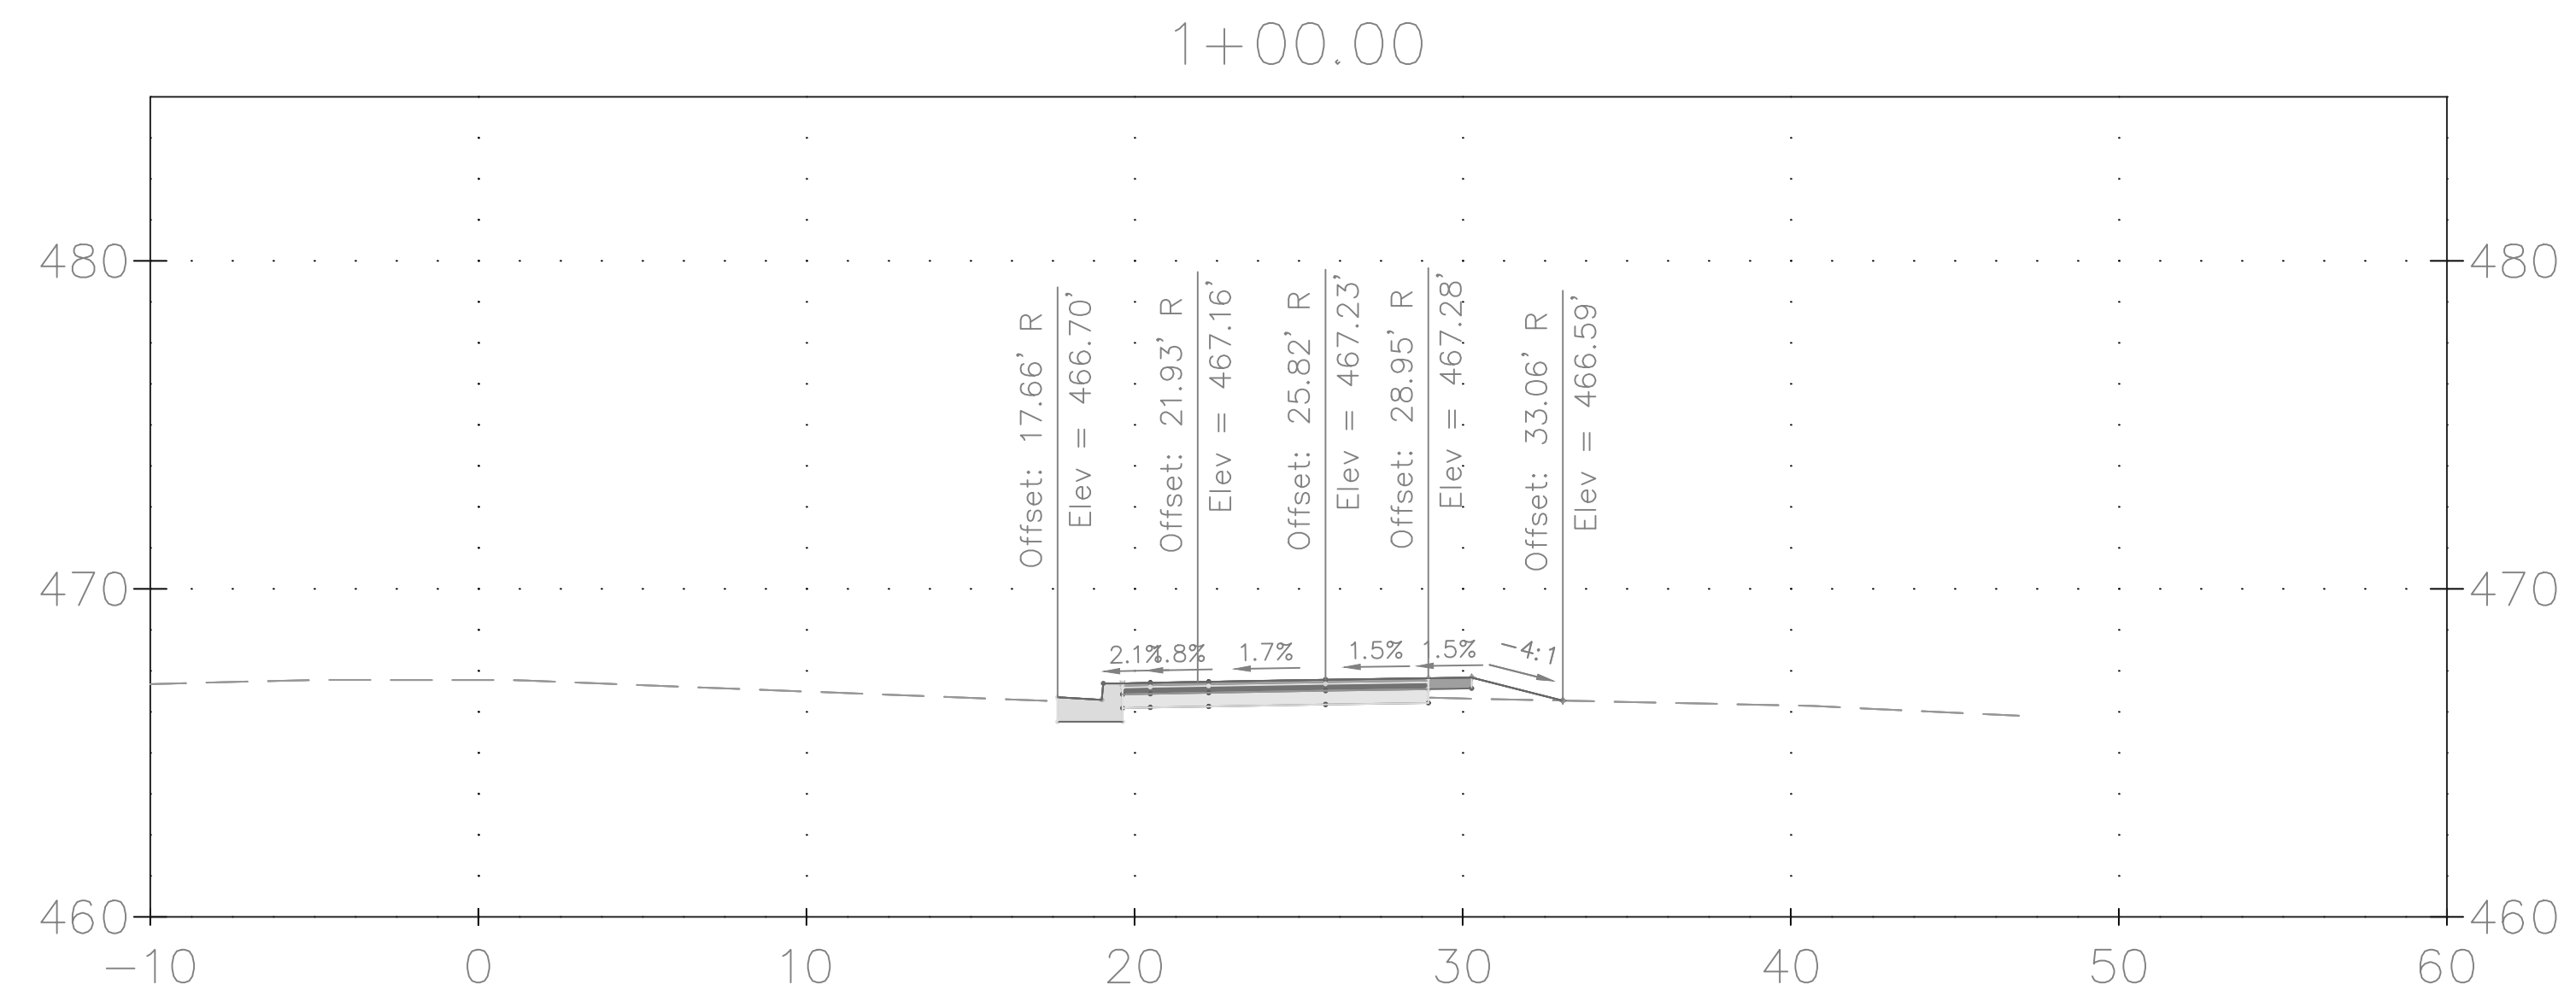 1+00.00
480
480
470
470
460
460
Offset: 17.66' R
Elev = 466.70'
Offset: 21.93' R
Elev = 467.16'
Offset: 25.82' R
Elev = 467.23'
Offset: 28.95' R
Elev = 467.28'
Offset: 33.06' R
Elev = 466.59'
2.1%
1.8%
1.7%
1.5%
1.5%
-4:1
-10
0
10
20
30
40
50
60